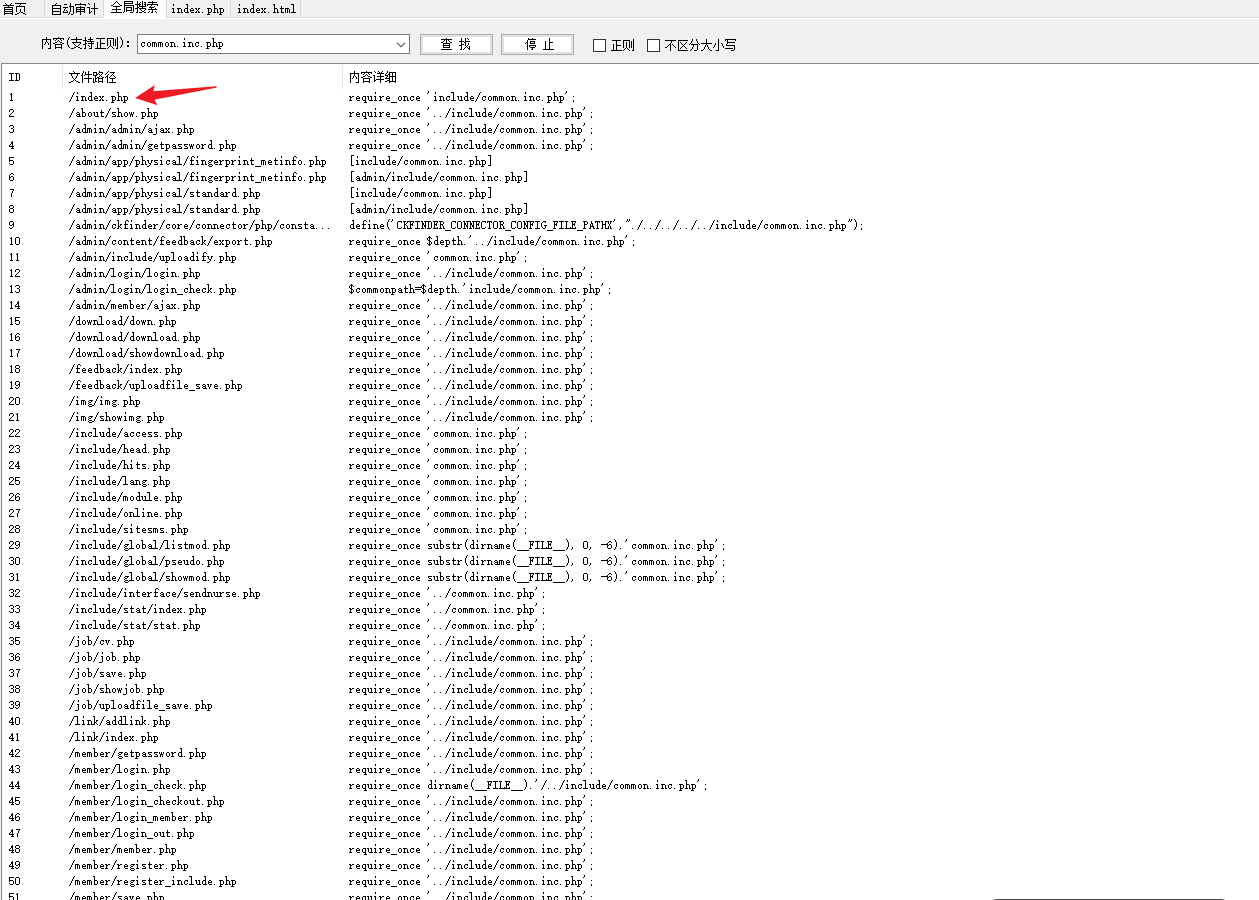 首页 自动审计 全局搜索 index.php index.html
内容(支持正则): common.inc.php 查 找 停 止 正则 不区分大小写
ID 文件路径 内容详细
1 /index.php require_once 'include/common.inc.php';
2 /about/show.php require_once '../include/common.inc.php';
3 /admin/admin/ajax.php require_once '../include/common.inc.php';
4 /admin/admin/getpassword.php require_once '../include/common.inc.php';
5 /admin/app/physical/fingerprint_metinfo.php [include/common.inc.php]
6 /admin/app/physical/fingerprint_metinfo.php [admin/include/common.inc.php]
7 /admin/app/physical/standard.php [include/common.inc.php]
8 /admin/app/physical/standard.php [admin/include/common.inc.php]
9 /admin/ckfinder/core/connector/php/consta... define('CKFINDER_CONNECTOR_CONFIG_FILE_PATHX',"./../../../../include/common.inc.php");
10 /admin/content/feedback/export.php require_once $depth.'../include/common.inc.php';
11 /admin/include/uploadify.php require_once 'common.inc.php';
12 /admin/login/login.php require_once '../include/common.inc.php';
13 /admin/login/login_check.php $commonpath=$depth.'include/common.inc.php';
14 /admin/member/ajax.php require_once '../include/common.inc.php';
15 /download/down.php require_once '../include/common.inc.php';
16 /download/download.php require_once '../include/common.inc.php';
17 /download/showdownload.php require_once '../include/common.inc.php';
18 /feedback/index.php require_once '../include/common.inc.php';
19 /feedback/uploadfile_save.php require_once '../include/common.inc.php';
20 /img/img.php require_once '../include/common.inc.php';
21 /img/showimg.php require_once '../include/common.inc.php';
22 /include/access.php require_once 'common.inc.php';
23 /include/head.php require_once 'common.inc.php';
24 /include/hits.php require_once 'common.inc.php';
25 /include/lang.php require_once 'common.inc.php';
26 /include/module.php require_once 'common.inc.php';
27 /include/online.php require_once 'common.inc.php';
28 /include/sitesms.php require_once 'common.inc.php';
29 /include/global/listmod.php require_once substr(dirname(__FILE__), 0, -6).'common.inc.php';
30 /include/global/pseudo.php require_once substr(dirname(__FILE__), 0, -6).'common.inc.php';
31 /include/global/showmod.php require_once substr(dirname(__FILE__), 0, -6).'common.inc.php';
32 /include/interface/sendnurse.php require_once '../common.inc.php';
33 /include/stat/index.php require_once '../common.inc.php';
34 /include/stat/stat.php require_once '../common.inc.php';
35 /job/cv.php require_once '../include/common.inc.php';
36 /job/job.php require_once '../include/common.inc.php';
37 /job/save.php require_once '../include/common.inc.php';
38 /job/showjob.php require_once '../include/common.inc.php';
39 /job/uploadfile_save.php require_once '../include/common.inc.php';
40 /link/addlink.php require_once '../include/common.inc.php';
41 /link/index.php require_once '../include/common.inc.php';
42 /member/getpassword.php require_once '../include/common.inc.php';
43 /member/login.php require_once '../include/common.inc.php';
44 /member/login_check.php require_once dirname(__FILE__).'/../include/common.inc.php';
45 /member/login_checkout.php require_once '../include/common.inc.php';
46 /member/login_member.php require_once '../include/common.inc.php';
47 /member/login_out.php require_once '../include/common.inc.php';
48 /member/member.php require_once '../include/common.inc.php';
49 /member/register.php require_once '../include/common.inc.php';
50 /member/register_include.php require_once '../include/common.inc.php';
51 /member/save.php require_once '../include/common.inc.php';